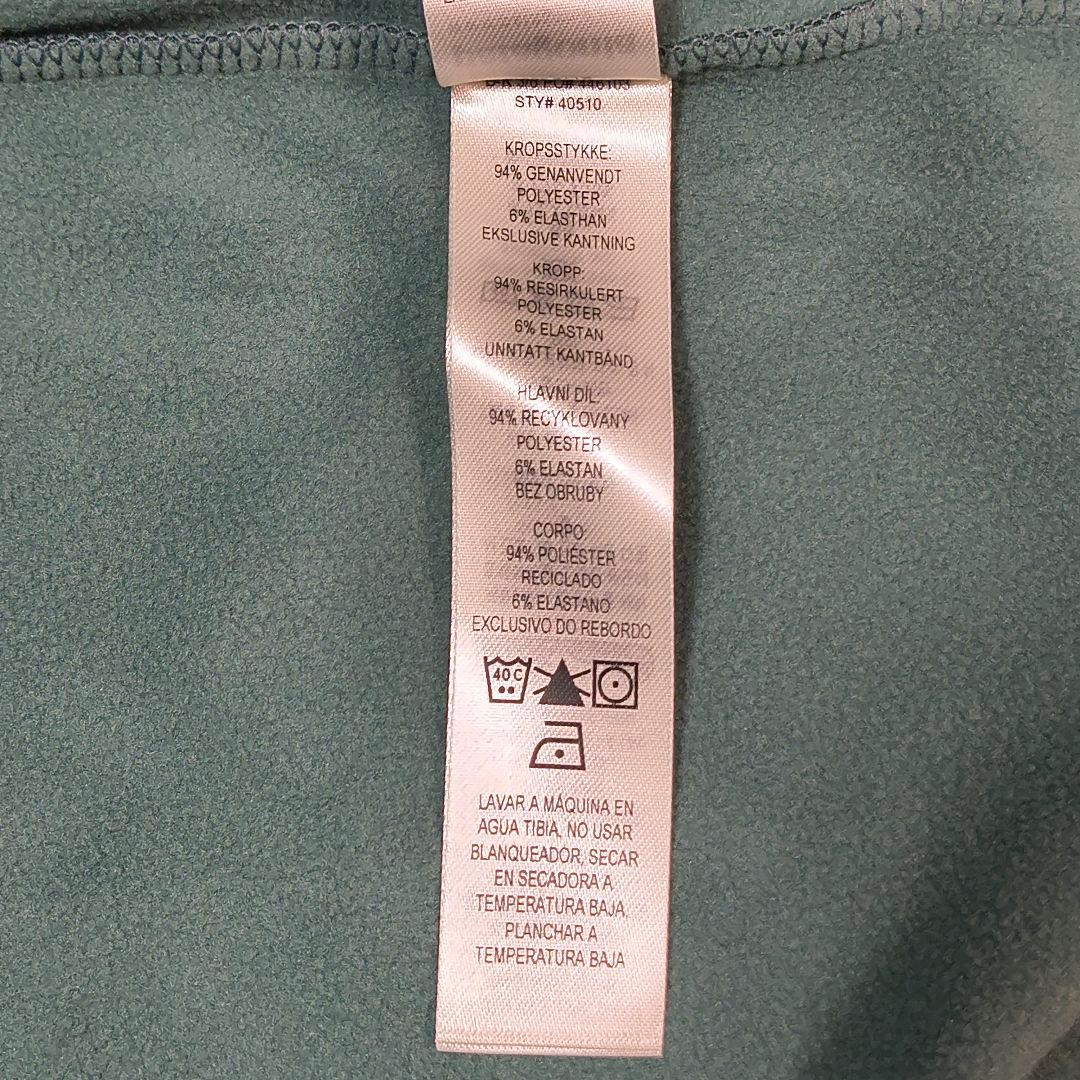 STY# 40510
KROPSSTYKKE:
94% GENANVENDT
POLYESTER
6% ELASTHAN
EKSLUSIVE KANTNING
KROPP:
94% RESIRKULERT
POLYESTER
6% ELASTAN
UNNTATT KANTBÅND
HLAVNÍ DÍL:
94% RECYKLOVANÝ
POLYESTER
6% ELASTAN
BEZ OBRUBY
CORPO:
94% POLIÉSTER
RECICLADO
6% ELASTANO
EXCLUSIVO DO REBORDO
40 C
LAVAR A MÁQUINA EN
AGUA TIBIA, NO USAR
BLANQUEADOR, SECAR
EN SECADORA A
TEMPERATURA BAJA,
PLANCHAR A
TEMPERATURA BAJA